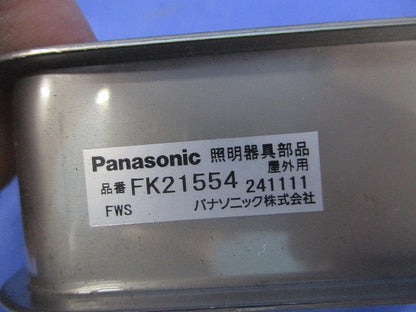 Panasonic 照明器具部品
屋外用
品番 FK21554 241111
FWS パナソニック株式会社